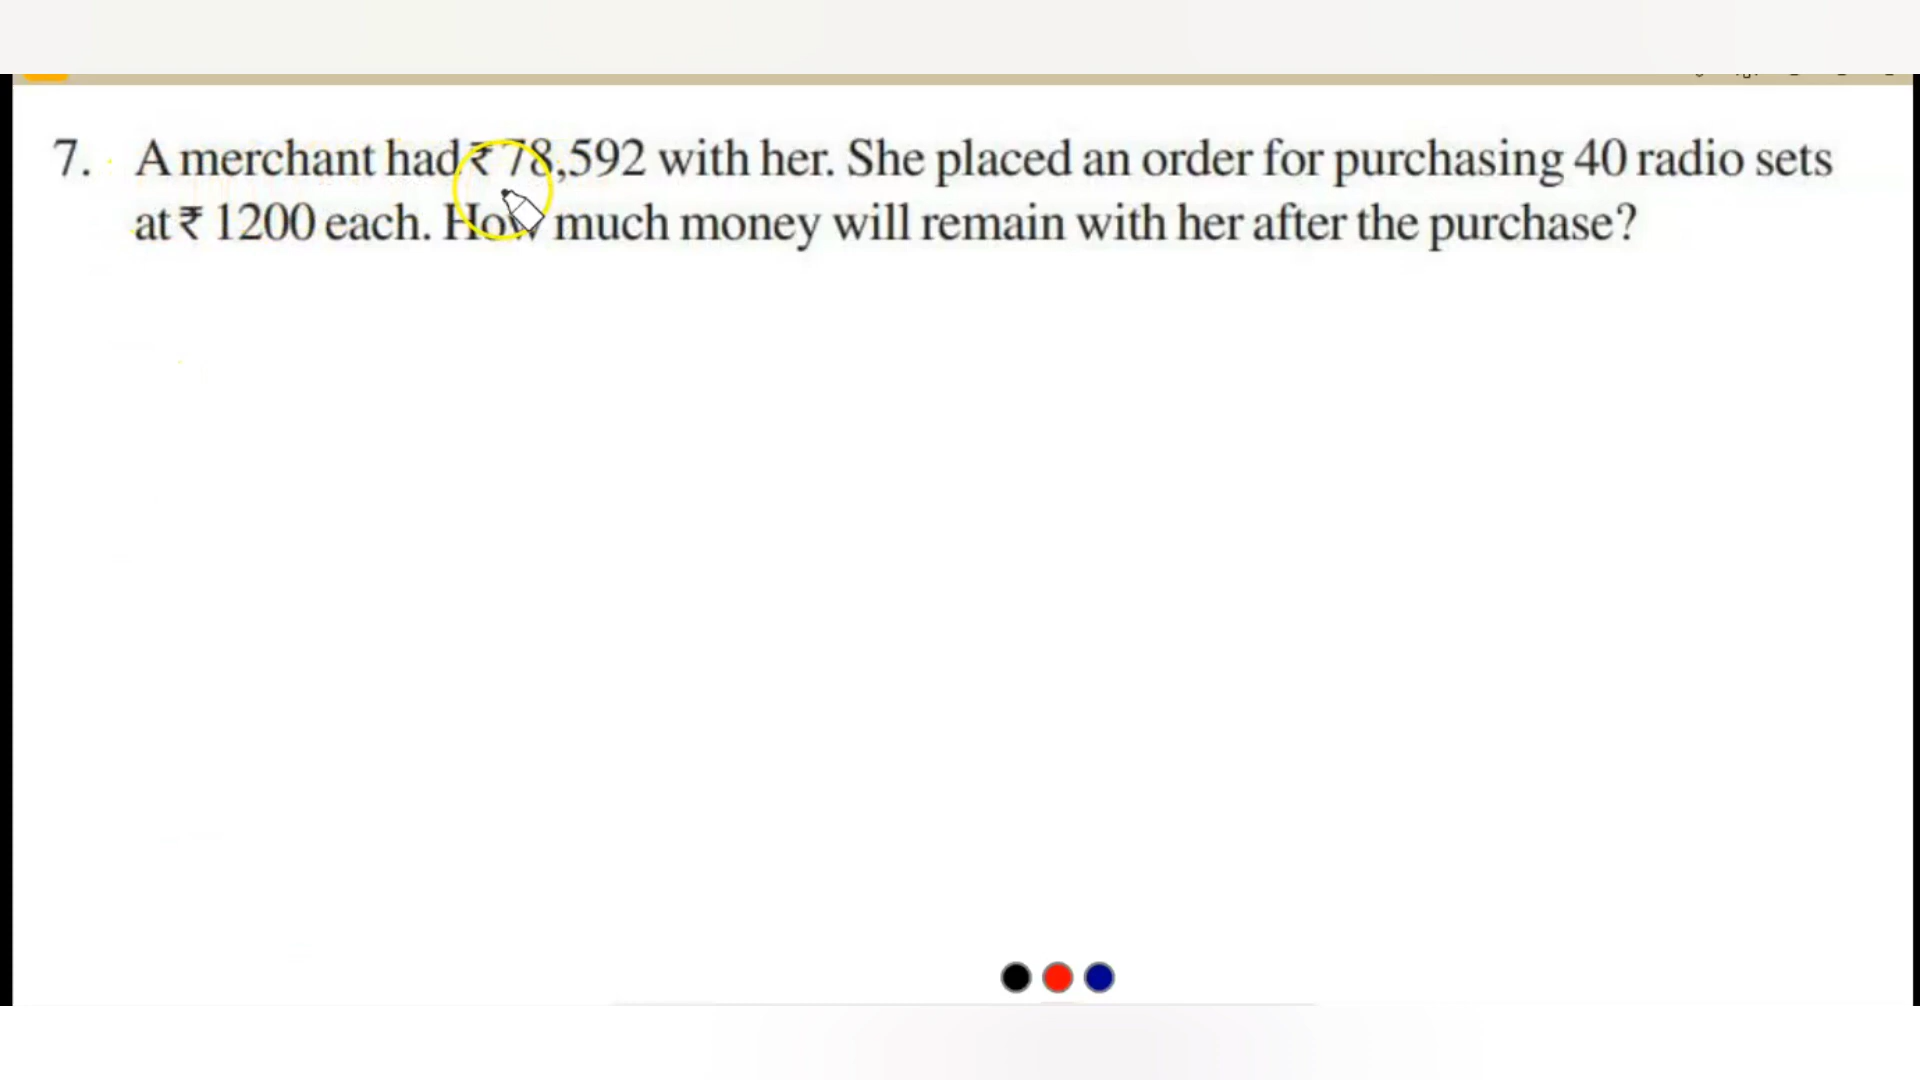 7. A merchant had ₹ 78,592 with her. She placed an order for purchasing 40 radio sets
at ₹ 1200 each. How much money will remain with her after the purchase?